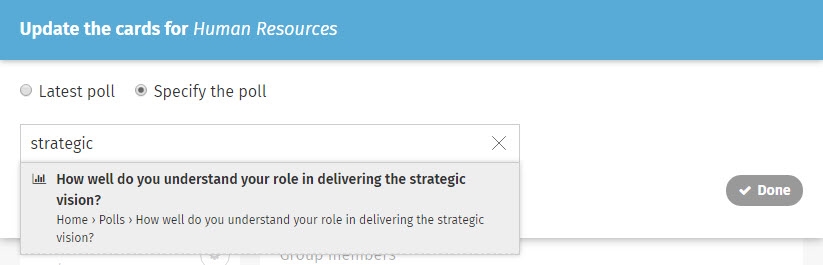 Update the cards for Human Resources
Latest poll Specify the poll
strategic
How well do you understand your role in delivering the strategic
vision?
Home › Polls › How well do you understand your role in delivering the strategic
vision?
Done
Group members